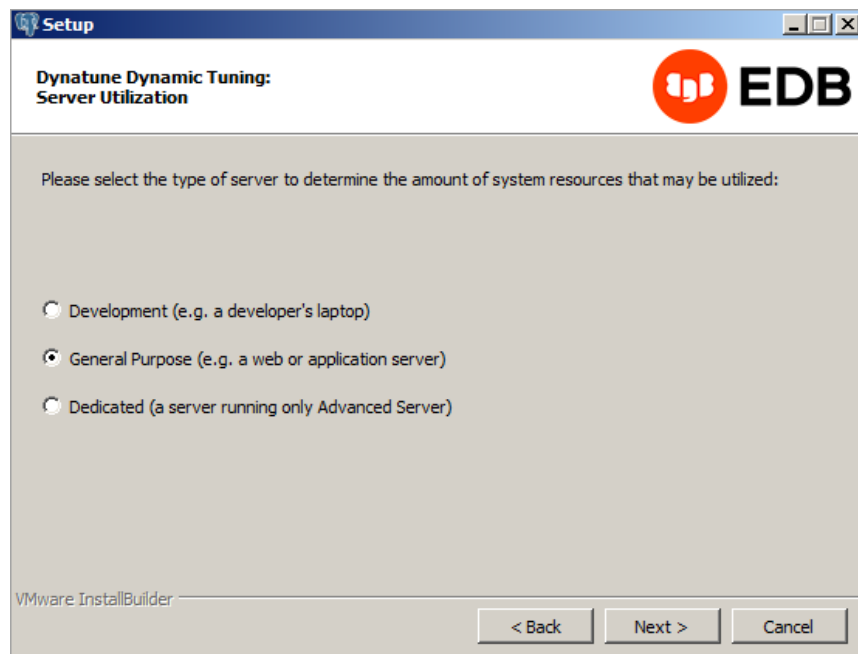 Setup
Dynatune Dynamic Tuning:
Server Utilization
EDB
Please select the type of server to determine the amount of system resources that may be utilized:
Development (e.g. a developer's laptop)
General Purpose (e.g. a web or application server)
Dedicated (a server running only Advanced Server)
VMware InstallBuilder
< Back
Next >
Cancel